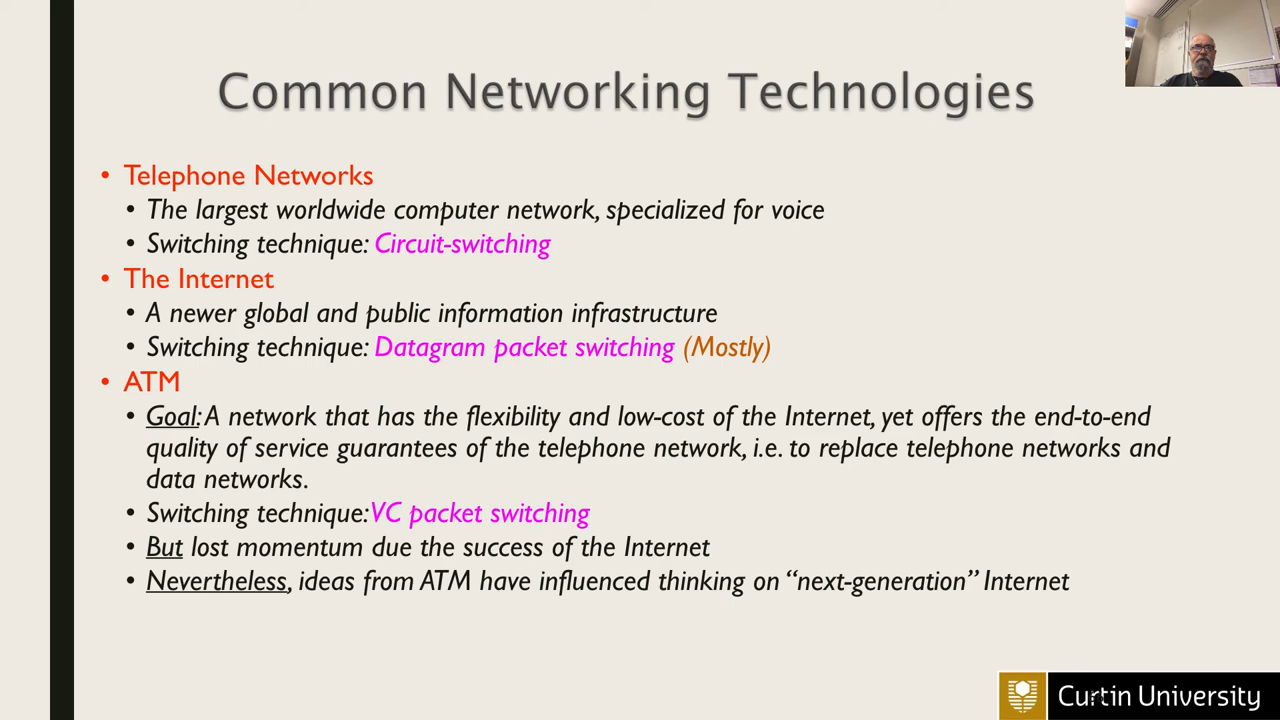 Common Networking Technologies
• Telephone Networks
• The largest worldwide computer network, specialized for voice
• Switching technique: Circuit-switching
• The Internet
• A newer global and public information infrastructure
• Switching technique: Datagram packet switching (Mostly)
• ATM
• Goal: A network that has the flexibility and low-cost of the Internet, yet offers the end-to-end
quality of service guarantees of the telephone network, i.e. to replace telephone networks and
data networks.
• Switching technique: VC packet switching
• But lost momentum due the success of the Internet
• Nevertheless, ideas from ATM have influenced thinking on “next-generation” Internet
Curtin University